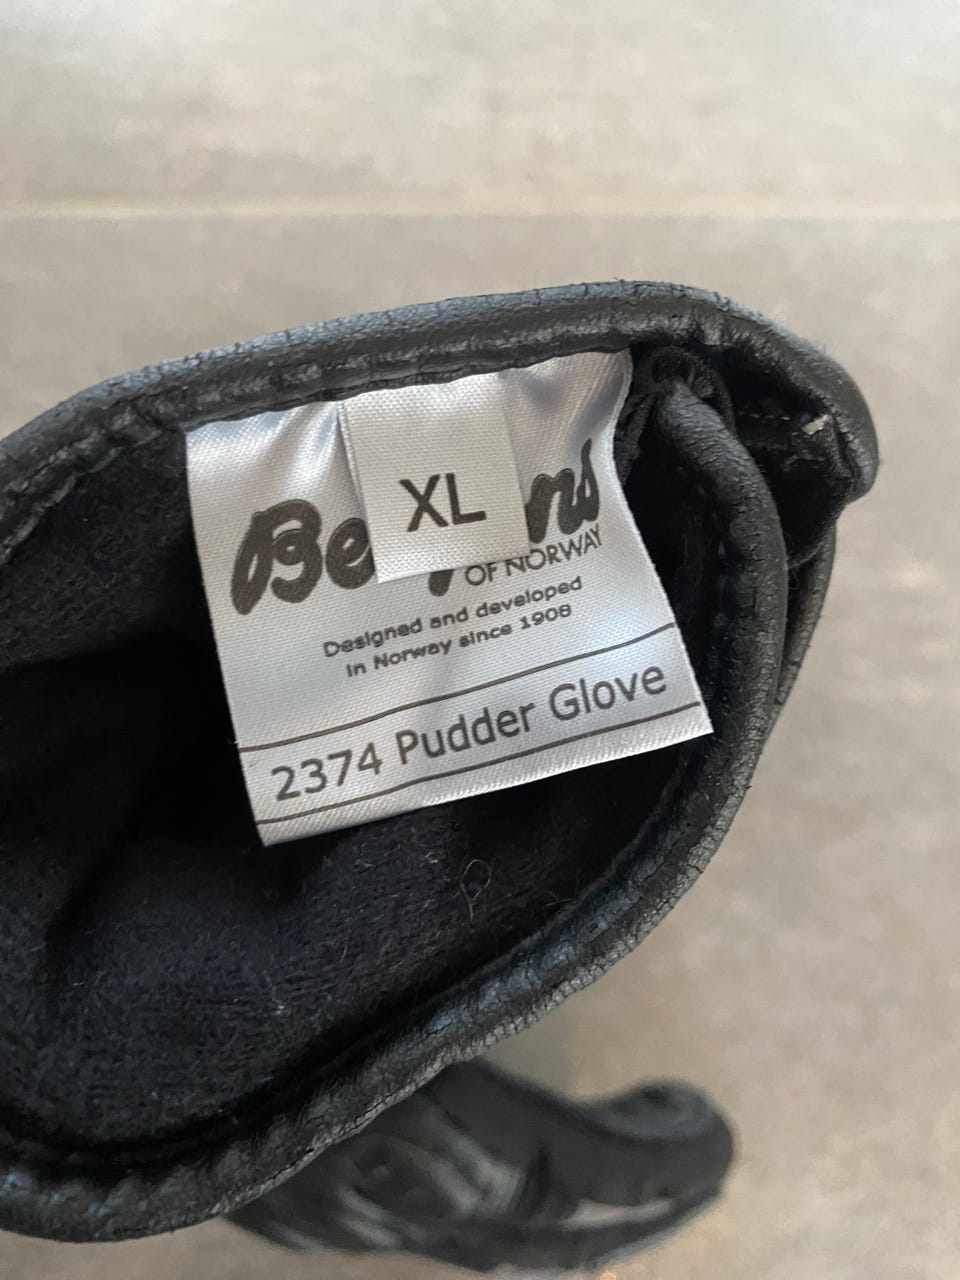 XL
OF NORWAY
Designed and developed
in Norway since 1908
2374 Pudder Glove